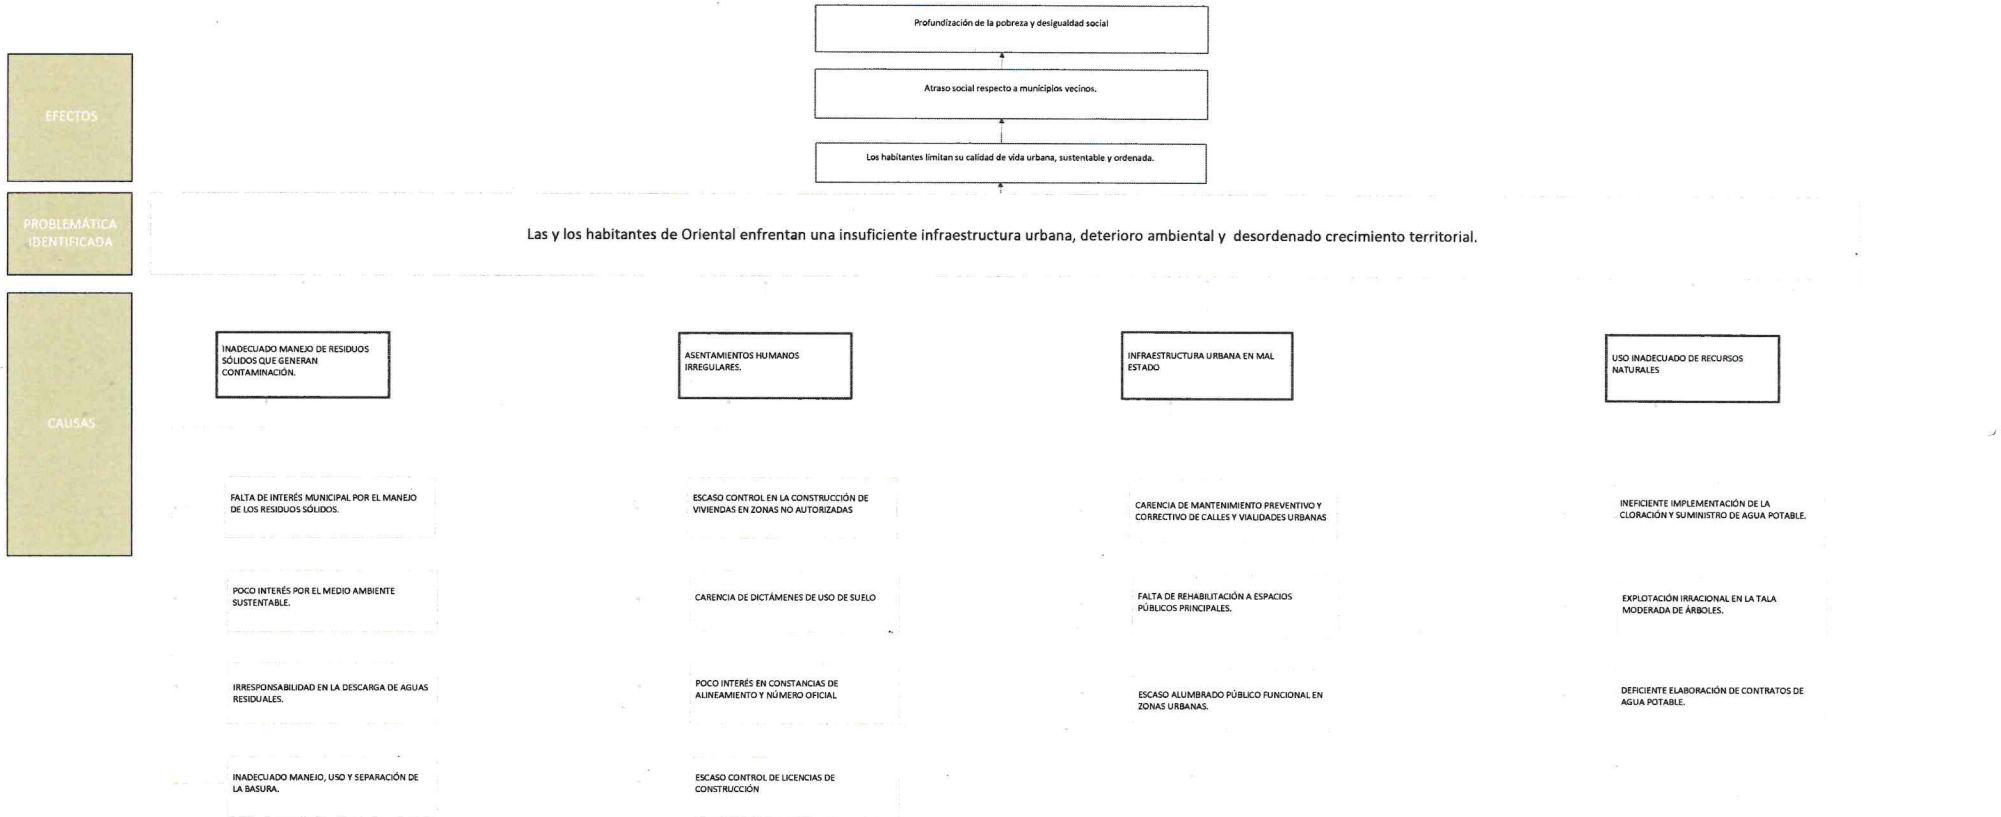 Profundización de la pobreza y desigualdad social
EFECTOS
Atraso social respecto a municipios vecinos.
Los habitantes limitan su calidad de vida urbana, sustentable y ordenada.
PROBLEMÁTICA
IDENTIFICADA
Las y los habitantes de Oriental enfrentan una insuficiente infraestructura urbana, deterioro ambiental y desordenado crecimiento territorial.
CAUSAS
INADECUADO MANEJO DE RESIDUOS
SÓLIDOS QUE GENERAN
CONTAMINACIÓN.
ASENTAMIENTOS HUMANOS
IRREGULARES.
INFRAESTRUCTURA URBANA EN MAL
ESTADO
USO INADECUADO DE RECURSOS
NATURALES
FALTA DE INTERÉS MUNICIPAL POR EL MANEJO
DE LOS RESIDUOS SÓLIDOS.
ESCASO CONTROL EN LA CONSTRUCCIÓN DE
VIVIENDAS EN ZONAS NO AUTORIZADAS
CARENCIA DE MANTENIMIENTO PREVENTIVO Y
CORRECTIVO DE CALLES Y VIALIDADES URBANAS
INEFICIENTE IMPLEMENTACIÓN DE LA
CLORACIÓN Y SUMINISTRO DE AGUA POTABLE.
POCO INTERÉS POR EL MEDIO AMBIENTE
SUSTENTABLE.
CARENCIA DE DICTÁMENES DE USO DE SUELO
FALTA DE REHABILITACIÓN A ESPACIOS
PÚBLICOS PRINCIPALES.
EXPLOTACIÓN IRRACIONAL EN LA TALA
MODERADA DE ÁRBOLES.
IRRESPONSABILIDAD EN LA DESCARGA DE AGUAS
RESIDUALES.
POCO INTERÉS EN CONSTANCIAS DE
ALINEAMIENTO Y NÚMERO OFICIAL
ESCASO ALUMBRADO PÚBLICO FUNCIONAL EN
ZONAS URBANAS.
DEFICIENTE ELABORACIÓN DE CONTRATOS DE
AGUA POTABLE.
INADECUADO MANEJO, USO Y SEPARACIÓN DE
LA BASURA.
ESCASO CONTROL DE LICENCIAS DE
CONSTRUCCIÓN